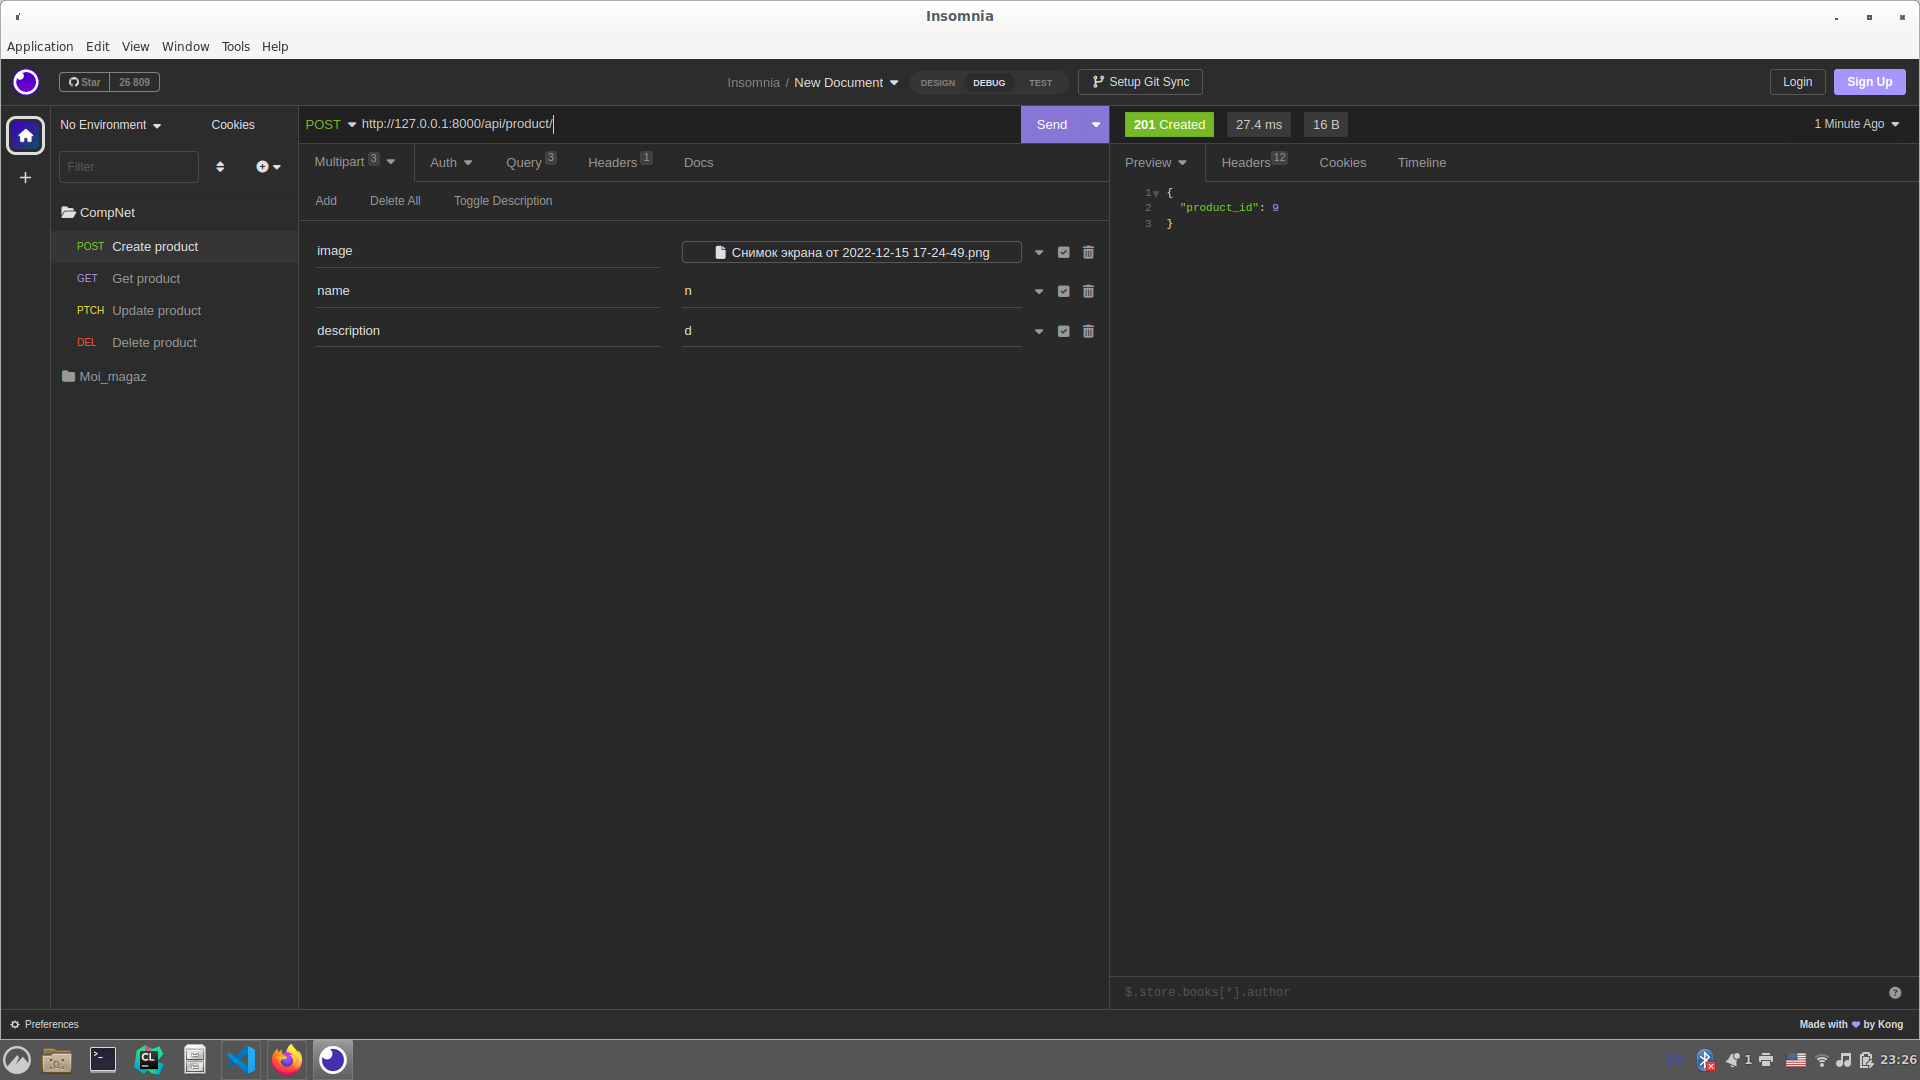 Insomnia
Application Edit View Window Tools Help
Star 26 809
Insomnia / New Document DESIGN DEBUG TEST Setup Git Sync
Login Sign Up
No Environment Cookies
POST http://127.0.0.1:8000/api/product/ Send
201 Created 27.4 ms 16 B 1 Minute Ago
Filter
Multipart 3 Auth Query 3 Headers 1 Docs
Preview Headers 12 Cookies Timeline
Add Delete All Toggle Description
CompNet
POST Create product
GET Get product
PTCH Update product
DEL Delete product
Moi_magaz
image Снимок экрана от 2022-12-15 17-24-49.png
name n
description d
1 {
2 "product_id": 9
3 }
$.store.books[*].author
?
Preferences
Made with by Kong
CL
1
23:26